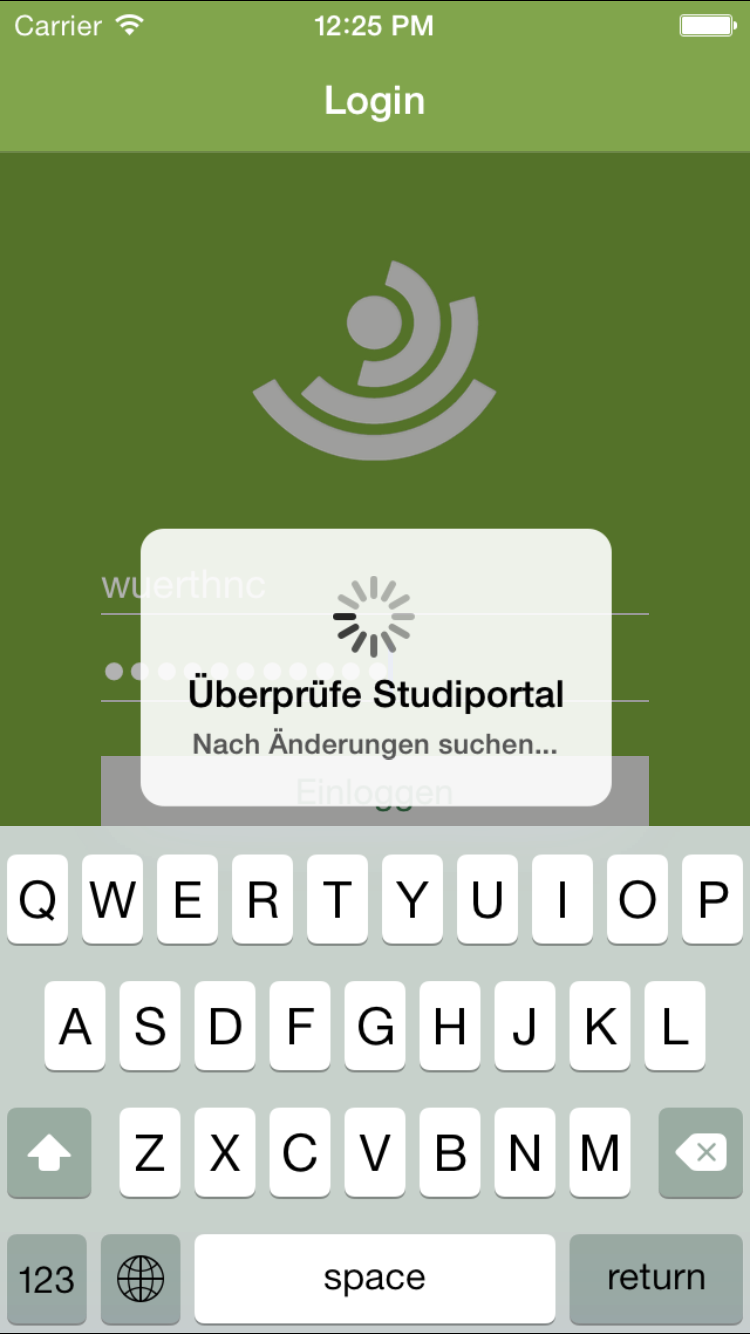 Carrier 12:25 PM
Login
wuerthnc
Überprüfe Studiportal
Nach Änderungen suchen...
Einloggen
Q W E R T Y U I O P
A S D F G H J K L
Z X C V B N M
123 space return